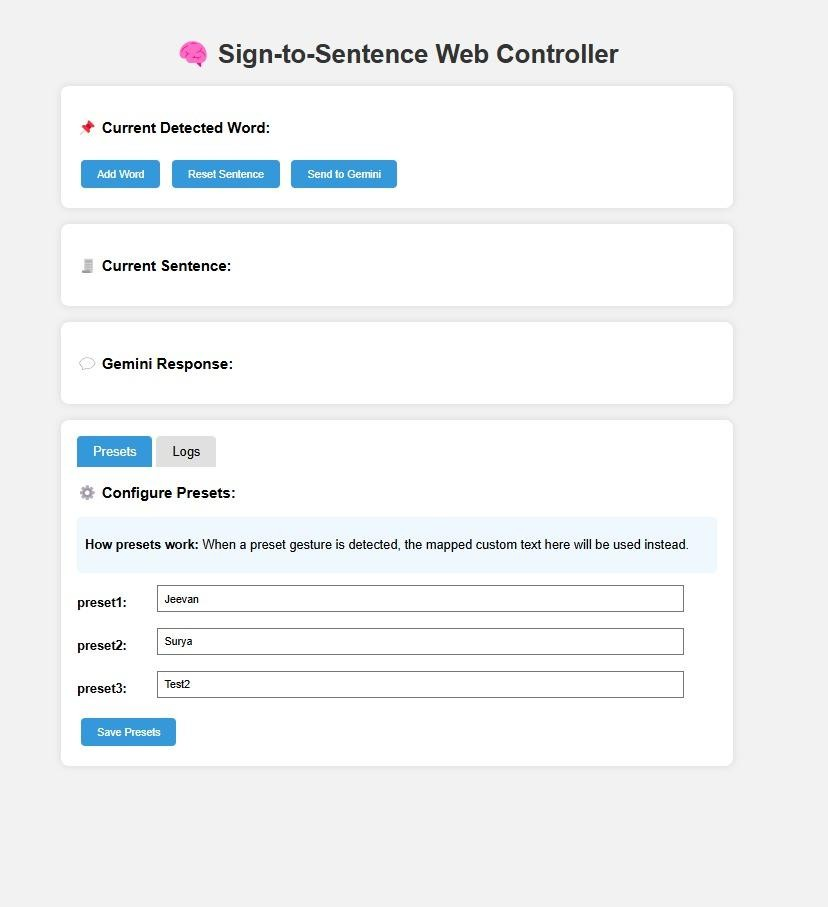 🧠 Sign-to-Sentence Web Controller
📌 Current Detected Word:
Add Word Reset Sentence Send to Gemini
🧾 Current Sentence:
💬 Gemini Response:
Presets Logs
⚙️ Configure Presets:
How presets work: When a preset gesture is detected, the mapped custom text here will be used instead.
preset1: Jeevan
preset2: Surya
preset3: Test2
Save Presets